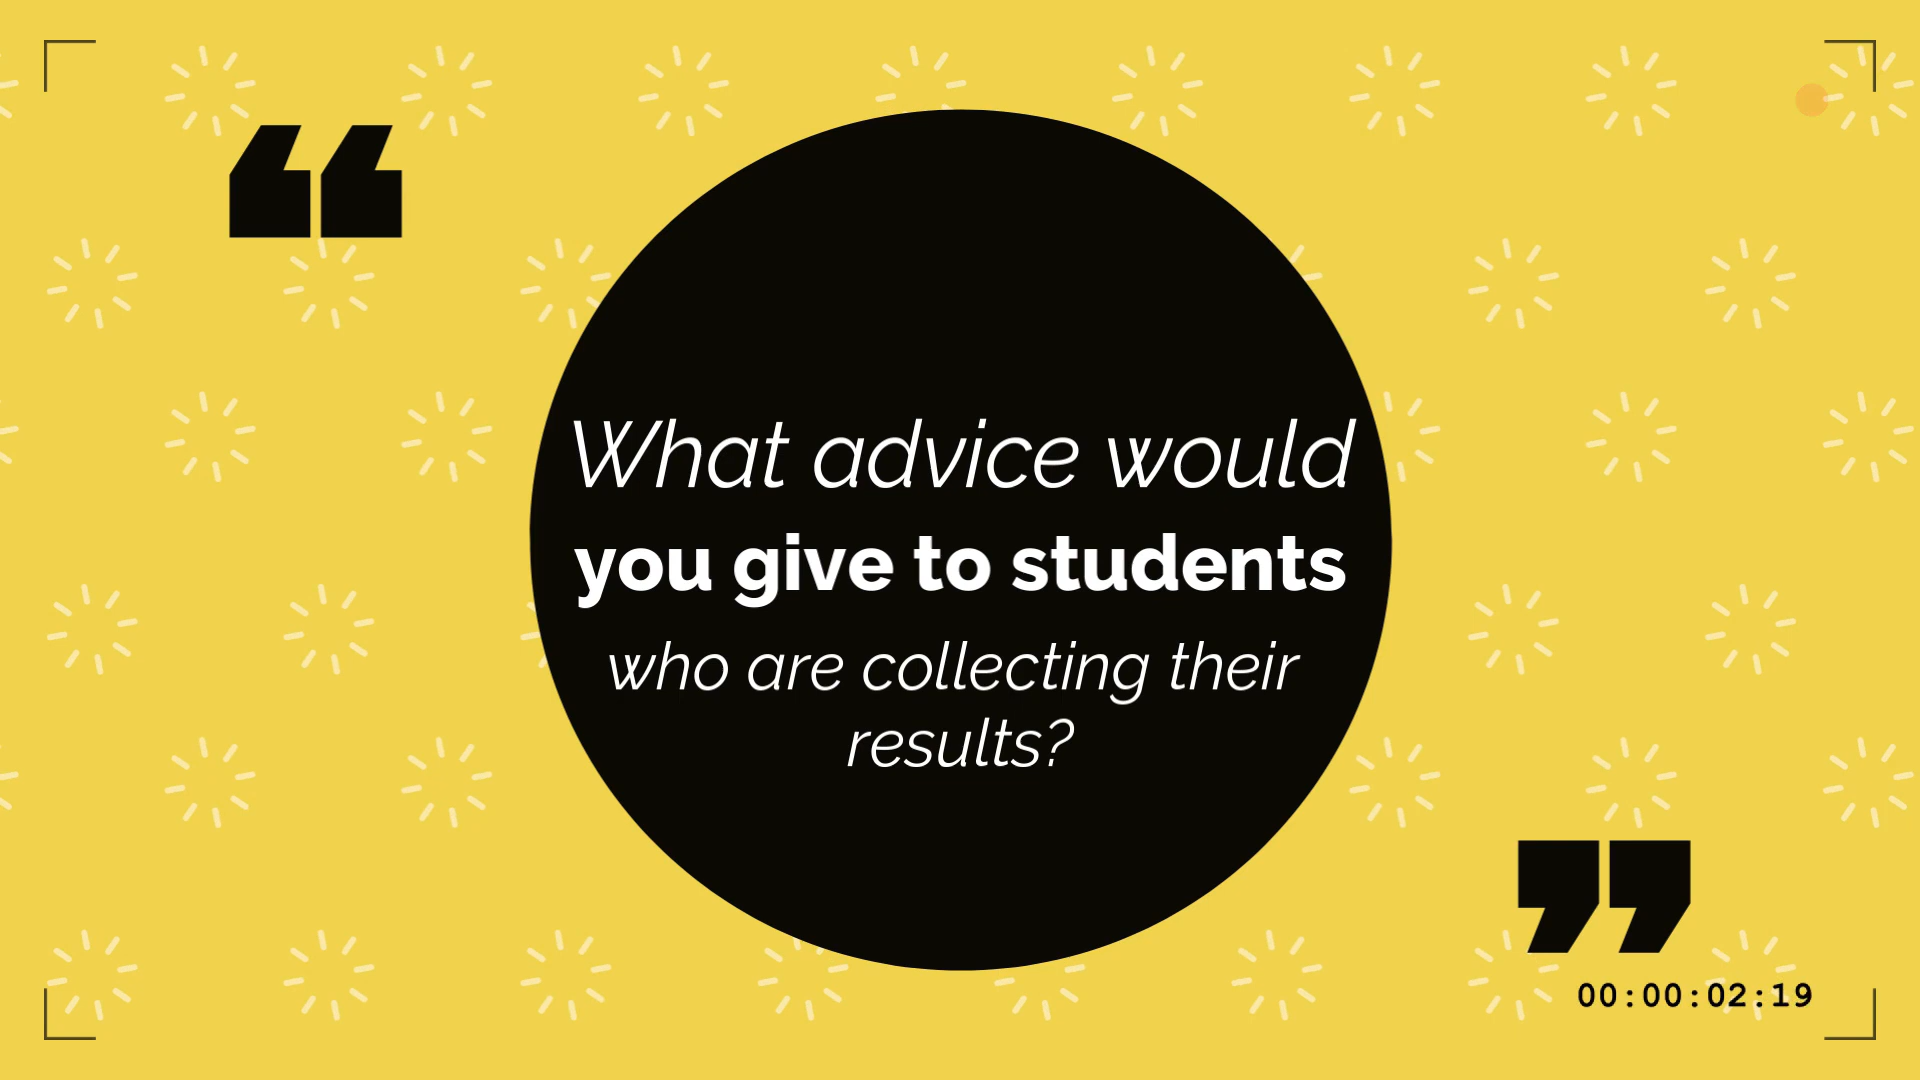 “
What advice would
you give to students
who are collecting their
results?
”
00:00:02:19